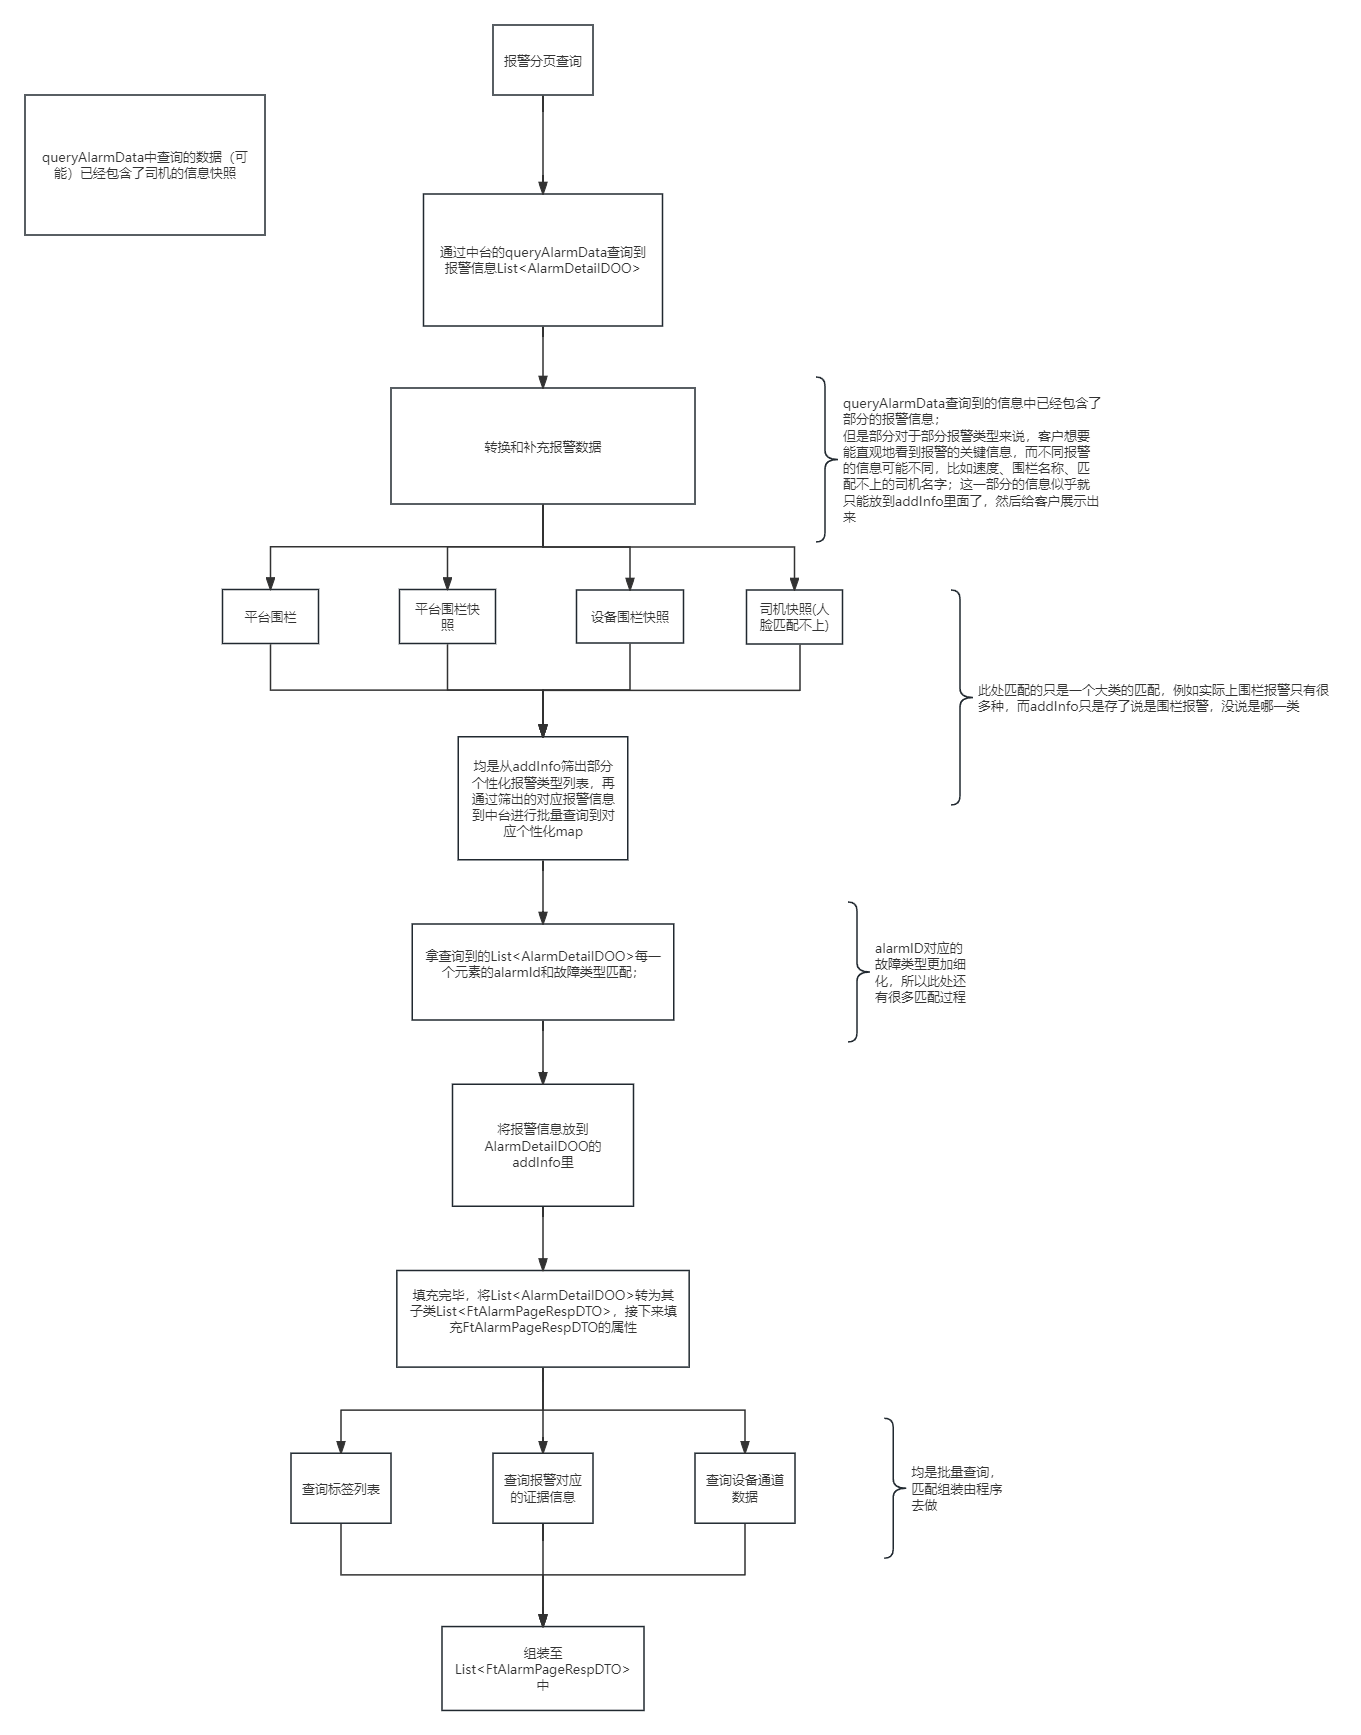 报警分页查询
queryAlarmData中查询的数据（可
能）已经包含了司机的信息快照
通过中台的queryAlarmData查询到
报警信息List<AlarmDetailDOO>
转换和补充报警数据
queryAlarmData查询到的信息中已经包含了
部分的报警信息；
但是部分对于部分报警类型来说，客户想要
能直观地看到报警的关键信息，而不同报警
的信息可能不同，比如速度、围栏名称、匹
配不上的司机名字；这一部分的信息似乎就
只能放到addInfo里面了，然后给客户展示出
来
平台围栏
平台围栏快
照
设备围栏快照
司机快照(人
脸匹配不上)
此处匹配的只是一个大类的匹配，例如实际上围栏报警只有很
多种，而addInfo只是存了说是围栏报警，没说是哪一类
均是从addInfo筛出部分
个性化报警类型列表，再
通过筛出的对应报警信息
到中台进行批量查询到对
应个性化map
拿查询到的List<AlarmDetailDOO>每一
个元素的alarmId和故障类型匹配；
alarmID对应的
故障类型更加细
化，所以此处还
有很多匹配过程
将报警信息放到
AlarmDetailDOO的
addInfo里
填充完毕，将List<AlarmDetailDOO>转为其
子类List<FtAlarmPageRespDTO>，接下来填
充FtAlarmPageRespDTO的属性
查询标签列表
查询报警对应
的证据信息
查询设备通道
数据
均是批量查询，
匹配组装由程序
去做
组装至
List<FtAlarmPageRespDTO>
中